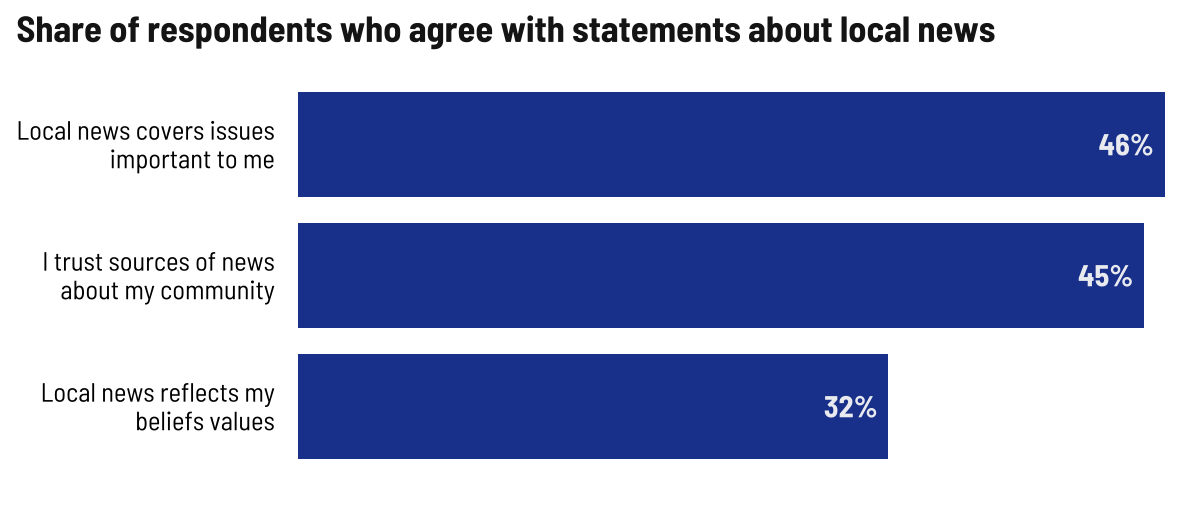 Share of respondents who agree with statements about local news
Local news covers issues
important to me
46%
I trust sources of news
about my community
45%
Local news reflects my
beliefs values
32%